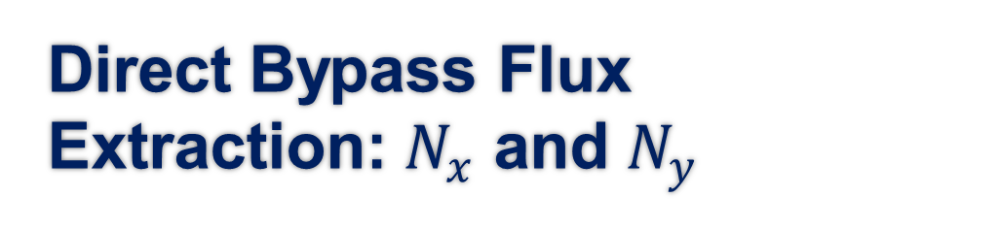 Direct Bypass Flux
Extraction: $N_x$ and $N_y$